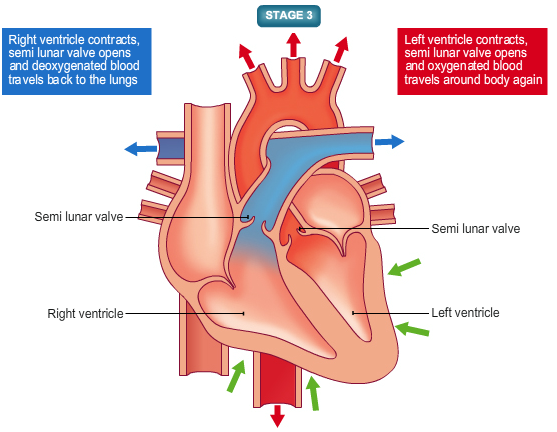 STAGE 3
Right ventricle contracts,
semi lunar valve opens
and deoxygenated blood
travels back to the lungs
Left ventricle contracts,
semi lunar valve opens
and oxygenated blood
travels around body again
Semi lunar valve
Semi lunar valve
Right ventricle
Left ventricle